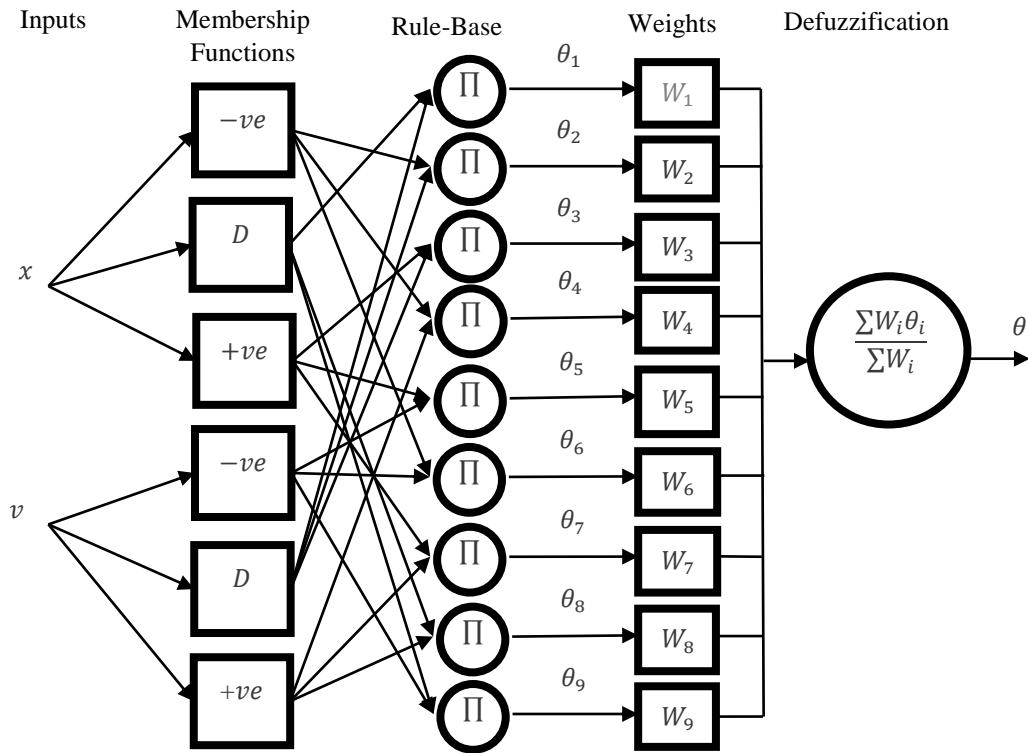 Inputs
Membership
Functions
Rule-Base
Weights
Defuzzification
x
v
−ve
D
+ve
−ve
D
+ve
∏
∏
∏
∏
∏
∏
∏
∏
∏
θ₁
θ₂
θ₃
θ₄
θ₅
θ₆
θ₇
θ₈
θ₉
W₁
W₂
W₃
W₄
W₅
W₆
W₇
W₈
W₉
∑Wᵢθᵢ
∑Wᵢ
θ